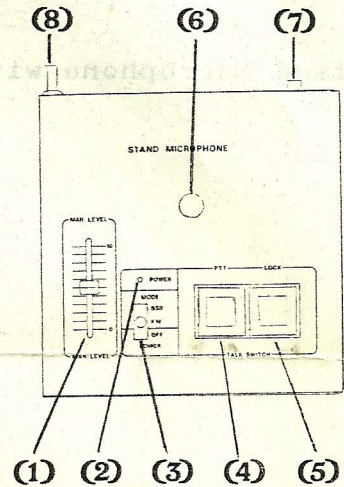 (8) (6) (7)
STAND MICROPHONE
MAN. LEVEL
10
POWER
PTT LOCK
MODE
SSB
FM
OFF
POWER
0
MAN. LEVEL
TALK SWITCH
(1) (2) (3) (4) (5)